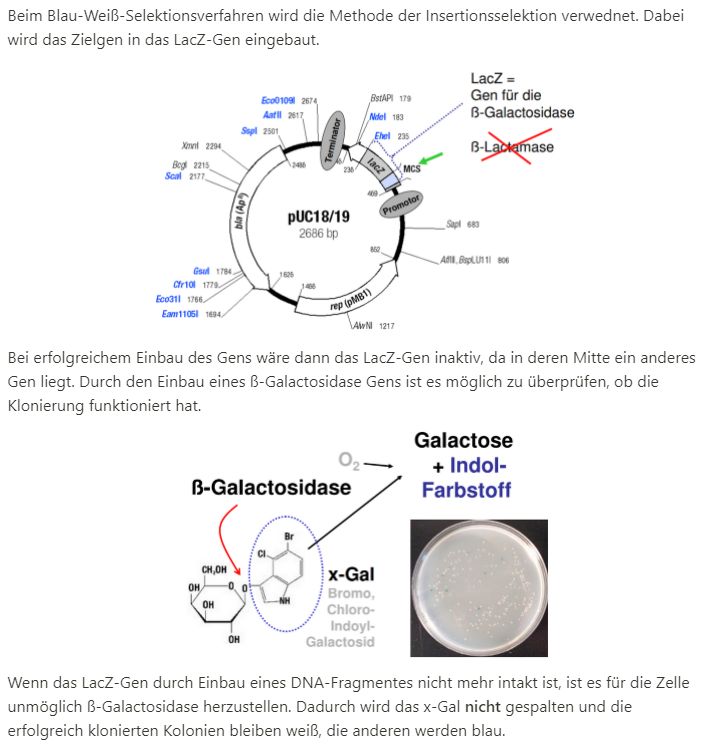 Beim Blau-Weiß-Selektionsverfahren wird die Methode der Insertionsselektion verwednet. Dabei
wird das Zielgen in das LacZ-Gen eingebaut.
LacZ =
Gen für die
ß-Galactosidase
ß-Lactamase
Eco0109I 2674
AatII 2617
SspI 2501
XmnI 2294
BcgI 2215
ScaI 2177
GsuI 1784
Cfr10I 1779
Eco31I 1766
Eam1105I 1694
BstAPI 179
NdeI 183
EheI 235
Terminator
lacZ
MCS
Promotor
236
469
2486
bla (Ap
pUC18/19
2686 bp
SapI 683
652
AflIII, BspLU11I 806
1626
1466
rep (pMB1)
AlwNI 1217
Bei erfolgreichem Einbau des Gens wäre dann das LacZ-Gen inaktiv, da in deren Mitte ein anderes
Gen liegt. Durch den Einbau eines ß-Galactosidase Gens ist es möglich zu überprüfen, ob die
Klonierung funktioniert hat.
O₂
Galactose
+ Indol-
Farbstoff
ß-Galactosidase
Br
Cl
CH₂OH
O
O
OH
OH
OH
NH
x-Gal
Bromo,
Chloro-
Indoyl-
Galactosid
Wenn das LacZ-Gen durch Einbau eines DNA-Fragmentes nicht mehr intakt ist, ist es für die Zelle
unmöglich ß-Galactosidase herzustellen. Dadurch wird das x-Gal nicht gespalten und die
erfolgreich klonierten Kolonien bleiben weiß, die anderen werden blau.